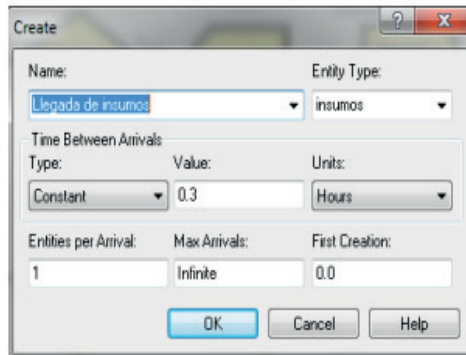 Create
Name: Entity Type:
Llegada de insumos insumos
Time Between Arrivals
Type: Value: Units:
Constant 0.3 Hours
Entities per Arrival: Max Arrivals: First Creation:
1 Infinite 0.0
OK Cancel Help